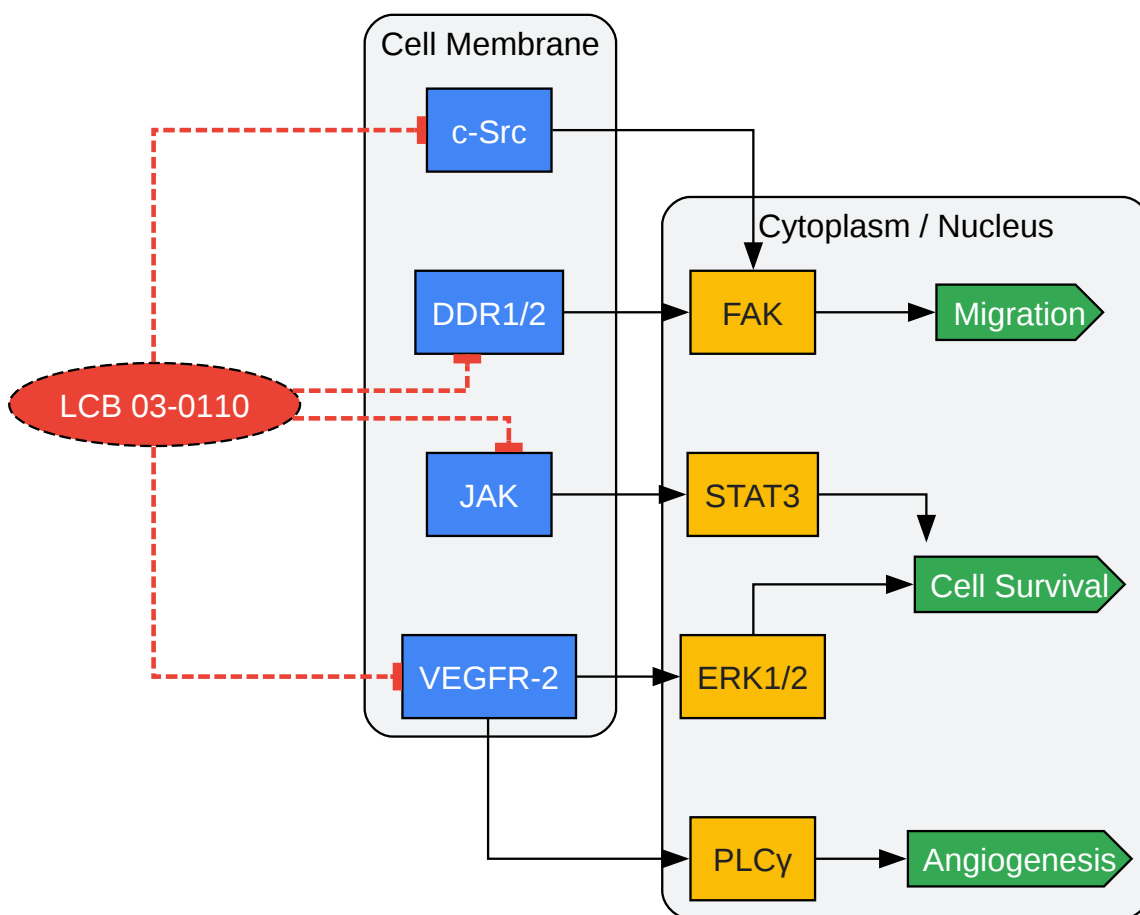 Cell Membrane
c-Src
Cytoplasm / Nucleus
DDR1/2
FAK
Migration
LCB 03-0110
JAK
STAT3
Cell Survival
VEGFR-2
ERK1/2
PLCγ
Angiogenesis